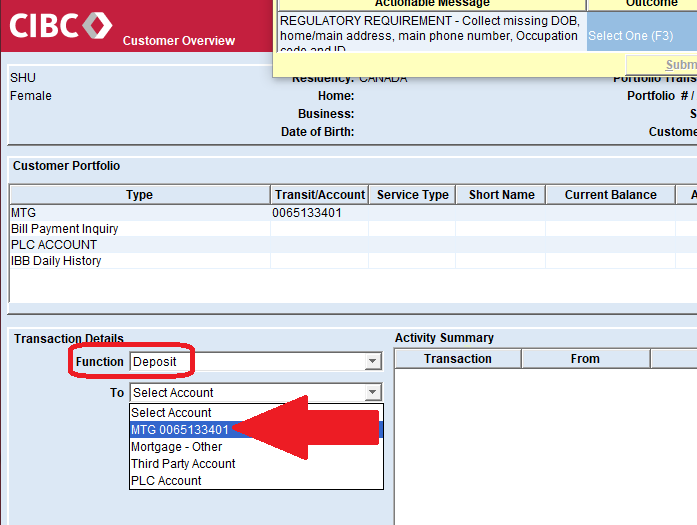 CIBC
Customer Overview
Actionable Message Outcome
REGULATORY REQUIREMENT - Collect missing DOB,
home/main address, main phone number, Occupation
code and ID
Select One (F3)
SHU
Female
Residency: CANADA
Home:
Business:
Date of Birth:
Portfolio # /
Customer Portfolio
Type Transit/Account Service Type Short Name Current Balance
MTG 0065133401
Bill Payment Inquiry
PLC ACCOUNT
IBB Daily History
Transaction Details
Function Deposit
To Select Account
Select Account
MTG 0065133401
Mortgage - Other
Third Party Account
PLC Account
Activity Summary
Transaction From